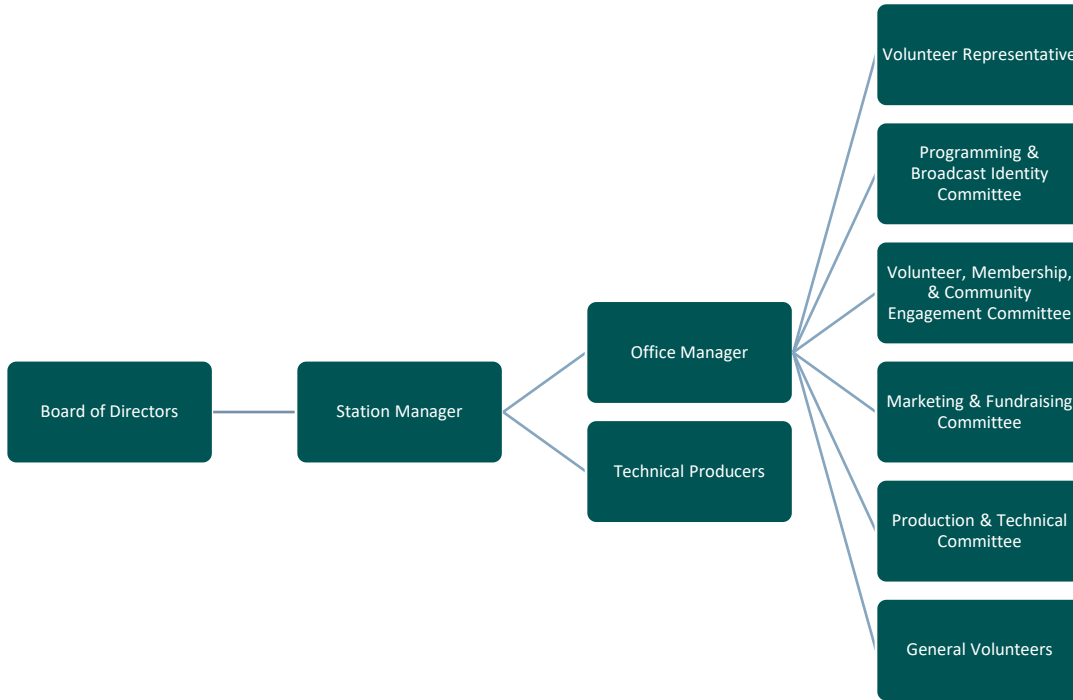 Board of Directors
Station Manager
Office Manager
Technical Producers
Volunteer Representative
Programming &
Broadcast Identity
Committee
Volunteer, Membership,
& Community
Engagement Committee
Marketing & Fundraising
Committee
Production & Technical
Committee
General Volunteers